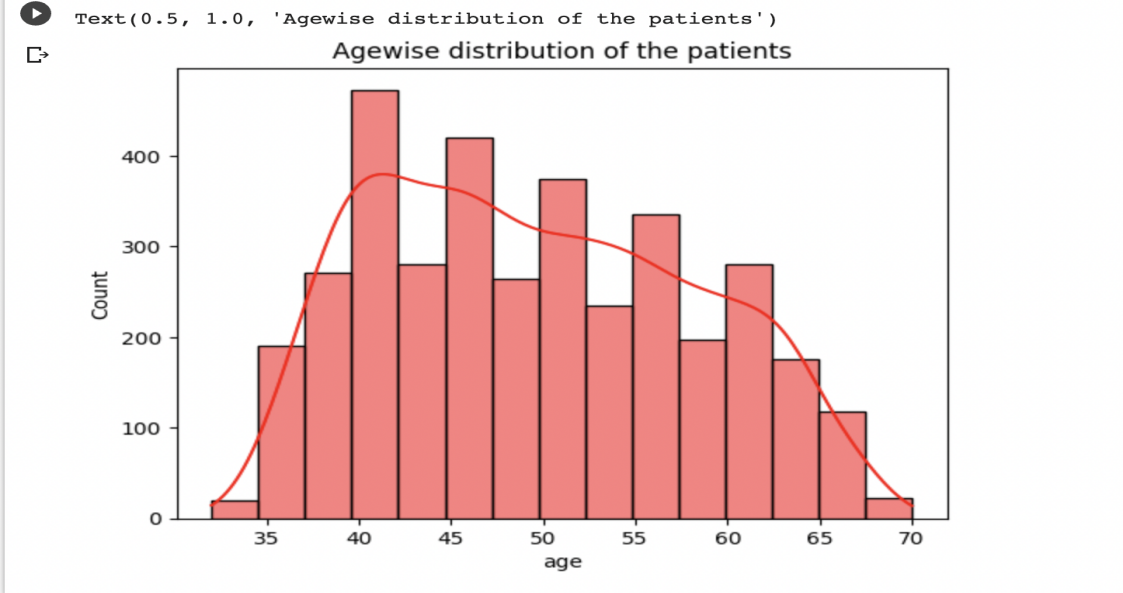 Text(0.5, 1.0, 'Agewise distribution of the patients')
Agewise distribution of the patients
400
300
200
100
0
Count
35 40 45 50 55 60 65 70
age